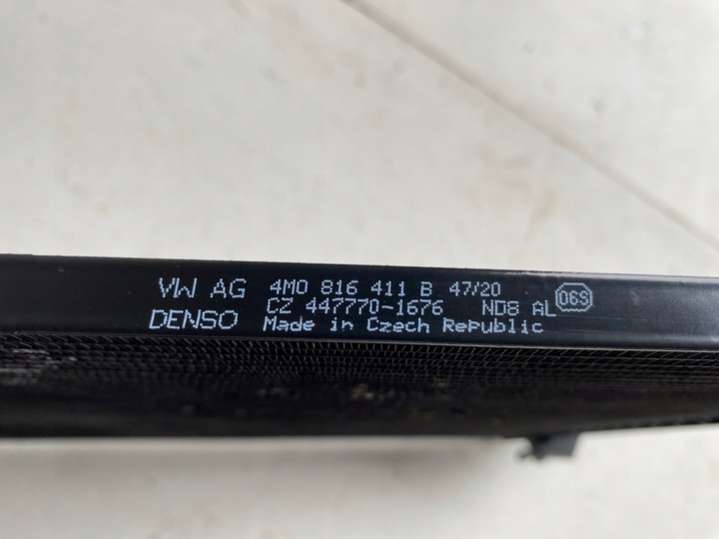 VW AG 4M0 816 411 B 47/20
CZ 447770-1676 ND8 AL 06S
DENSO Made in Czech Republic